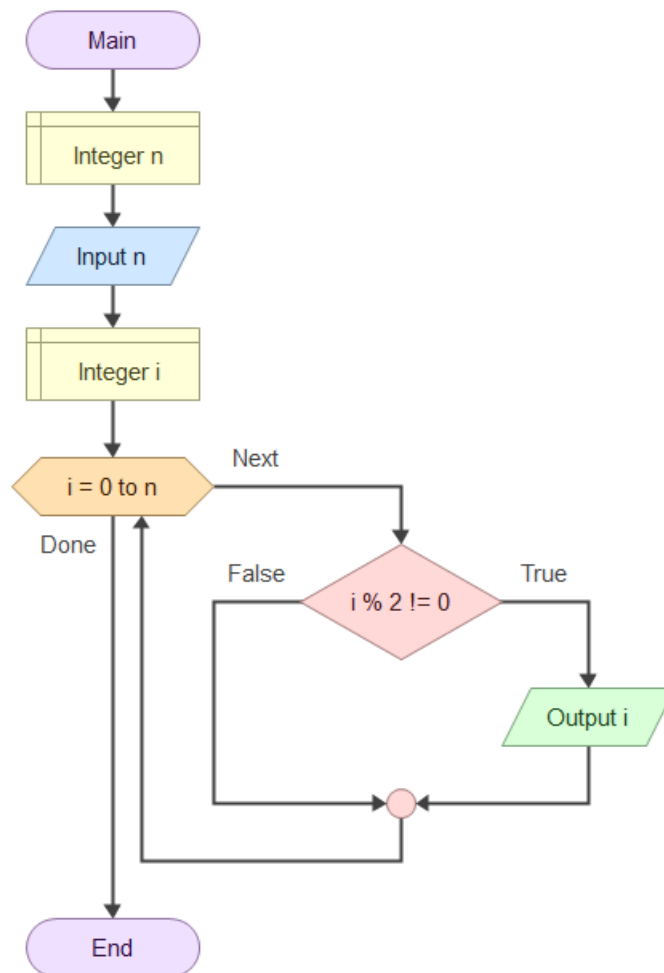 Main
Integer n
Input n
Integer i
i = 0 to n
Next
Done
False
i % 2 != 0
True
Output i
End